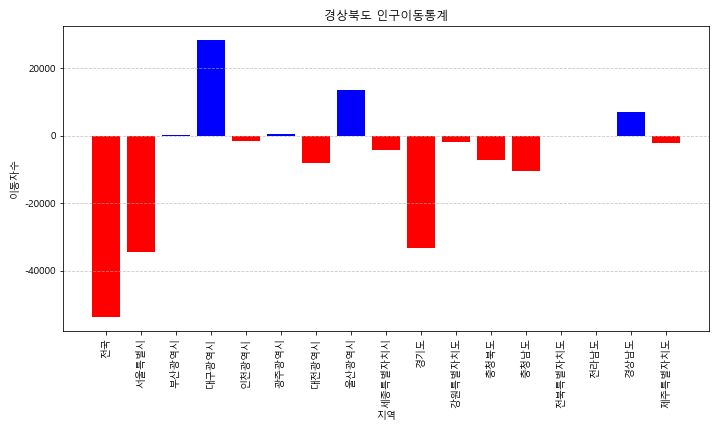 경상북도 인구이동통계
이동자수
20000
0
-20000
-40000
전국
서울특별시
부산광역시
대구광역시
인천광역시
광주광역시
대전광역시
울산광역시
세종특별자치시
경기도
강원특별자치도
충청북도
충청남도
전북특별자치도
전라남도
경상남도
제주특별자치도
지역